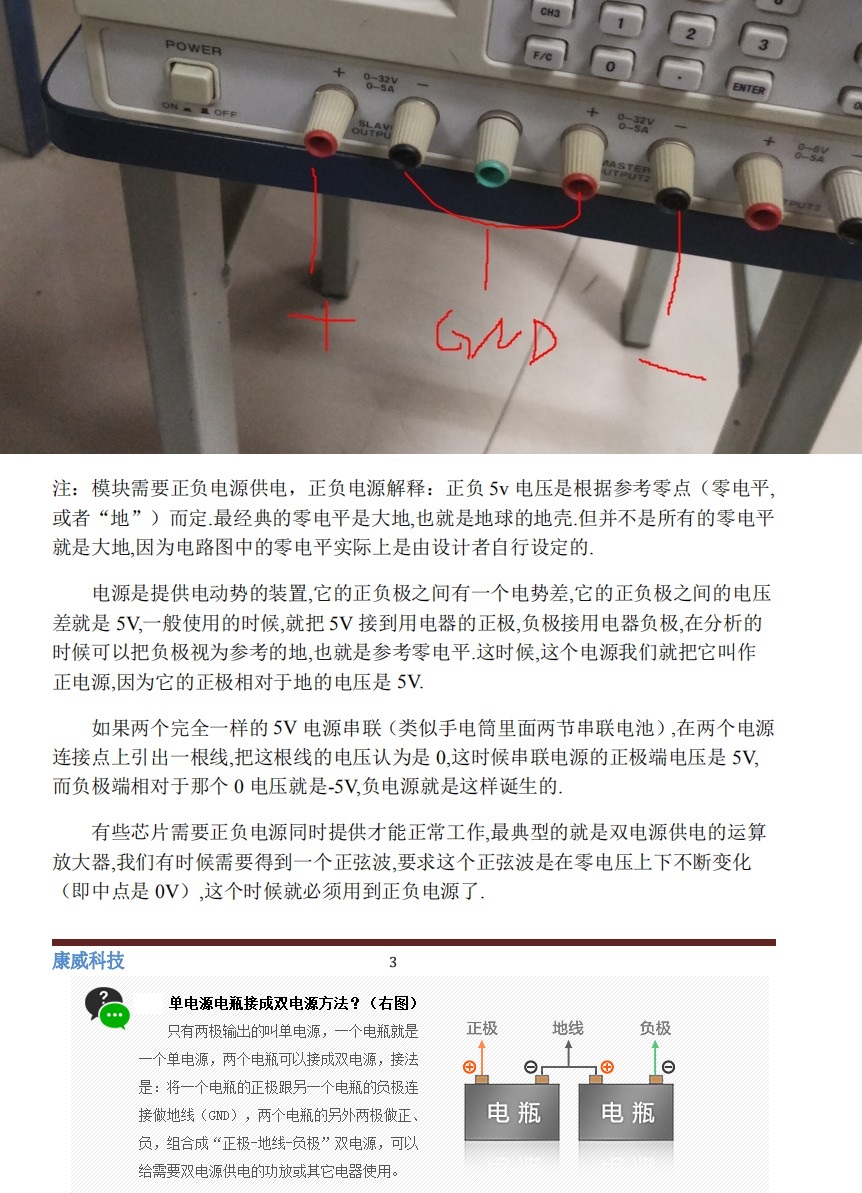 CH3 1 2 3
F/C 0 . ENTER
POWER
ON OFF
+ 0-32V 0-5A -
SLAVE OUTPUT
+ 0-32V 0-5A -
MASTER OUTPUT2
+ 0-6V 0-5A
+ GND -
注：模块需要正负电源供电，正负电源解释：正负 5v 电压是根据参考零点（零电平,
或者“地”）而定.最经典的零电平是大地,也就是地球的地壳.但并不是所有的零电平
就是大地,因为电路图中的零电平实际上是由设计者自行设定的.
电源是提供电动势的装置,它的正负极之间有一个电势差,它的正负极之间的电压
差就是 5V,一般使用的时候,就把 5V 接到用电器的正极,负极接用电器负极,在分析的
时候可以把负极视为参考的地,也就是参考零电平.这时候,这个电源我们就把它叫作
正电源,因为它的正极相对于地的电压是 5V.
如果两个完全一样的 5V 电源串联（类似手电筒里面两节串联电池）,在两个电源
连接点上引出一根线,把这根线的电压认为是 0,这时候串联电源的正极端电压是 5V,
而负极端相对于那个 0 电压就是-5V,负电源就是这样诞生的.
有些芯片需要正负电源同时提供才能正常工作,最典型的就是双电源供电的运算
放大器,我们有时候需要得到一个正弦波,要求这个正弦波是在零电压上下不断变化
（即中点是 0V）,这个时候就必须用到正负电源了.
康威科技 3
单电源电瓶接成双电源方法？（右图）
只有两极输出的叫单电源，一个电瓶就是
一个单电源，两个电瓶可以接成双电源，接法
是：将一个电瓶的正极跟另一个电瓶的负极连
接做地线（GND），两个电瓶的另外两极做正、
负，组合成“正极-地线-负极”双电源，可以
给需要双电源供电的功放或其它电器使用。
正极 地线 负极
⊕ ⊖ ⊕ ⊖
电瓶 电瓶